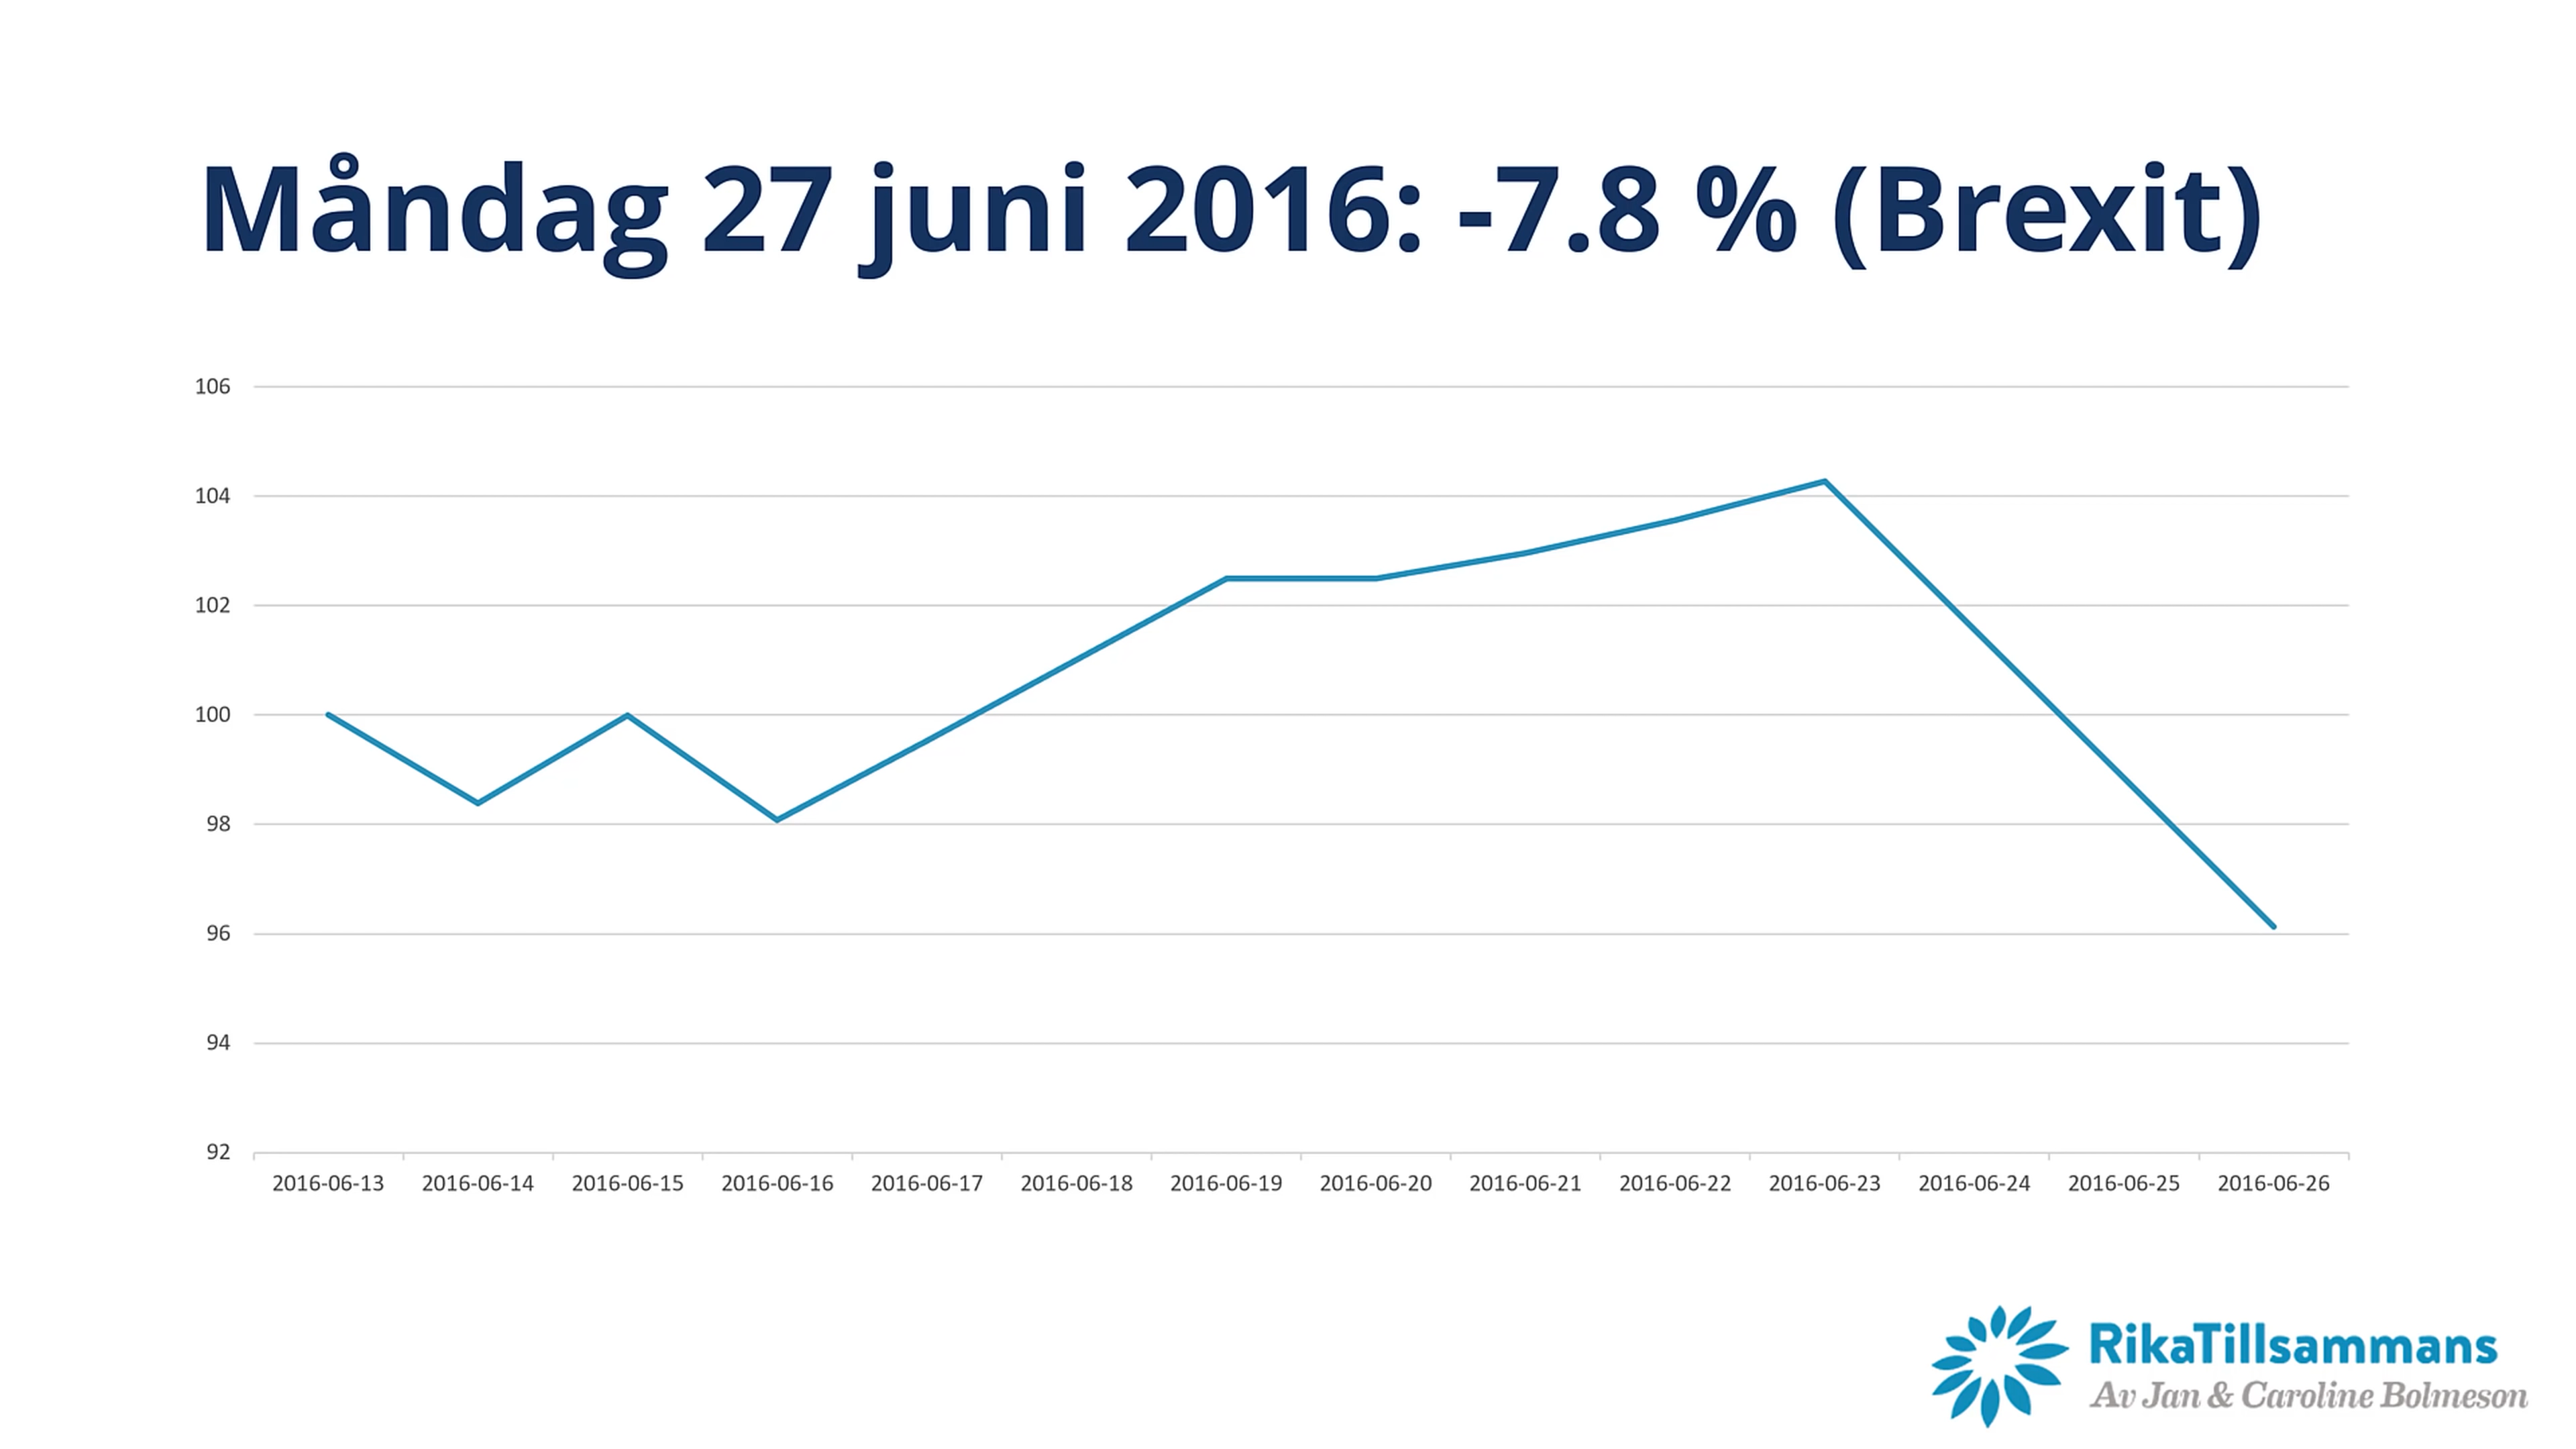 Måndag 27 juni 2016: -7.8 % (Brexit)
106
104
102
100
98
96
94
92
2016-06-13 2016-06-14 2016-06-15 2016-06-16 2016-06-17 2016-06-18 2016-06-19 2016-06-20 2016-06-21 2016-06-22 2016-06-23 2016-06-24 2016-06-25 2016-06-26
RikaTillsammans
Av Jan & Caroline Bolmeson